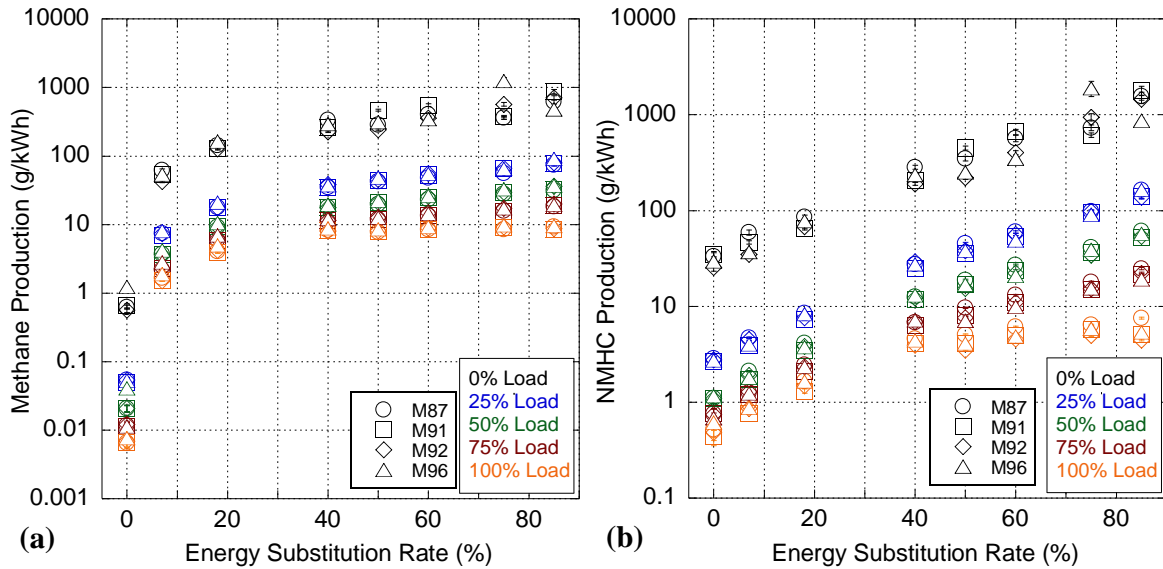 10000
1000
100
10
1
0.1
0.01
0.001
Methane Production (g/kWh)
0 20 40 60 80
Energy Substitution Rate (%)
M87
M91
M92
M96
0% Load
25% Load
50% Load
75% Load
100% Load
(a)
10000
1000
100
10
1
0.1
NMHC Production (g/kWh)
0 20 40 60 80
Energy Substitution Rate (%)
M87
M91
M92
M96
0% Load
25% Load
50% Load
75% Load
100% Load
(b)